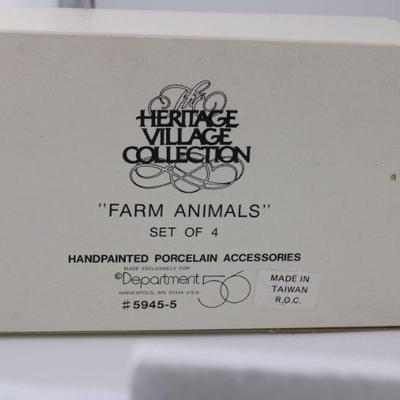 The
HERITAGE
VILLAGE
COLLECTION
"FARM ANIMALS"
SET OF 4
HANDPAINTED PORCELAIN ACCESSORIES
MADE EXCLUSIVELY FOR
©Department 56
MINNEAPOLIS, MN 55344 U.S.A.
#5945-5
MADE IN
TAIWAN
R.O.C.